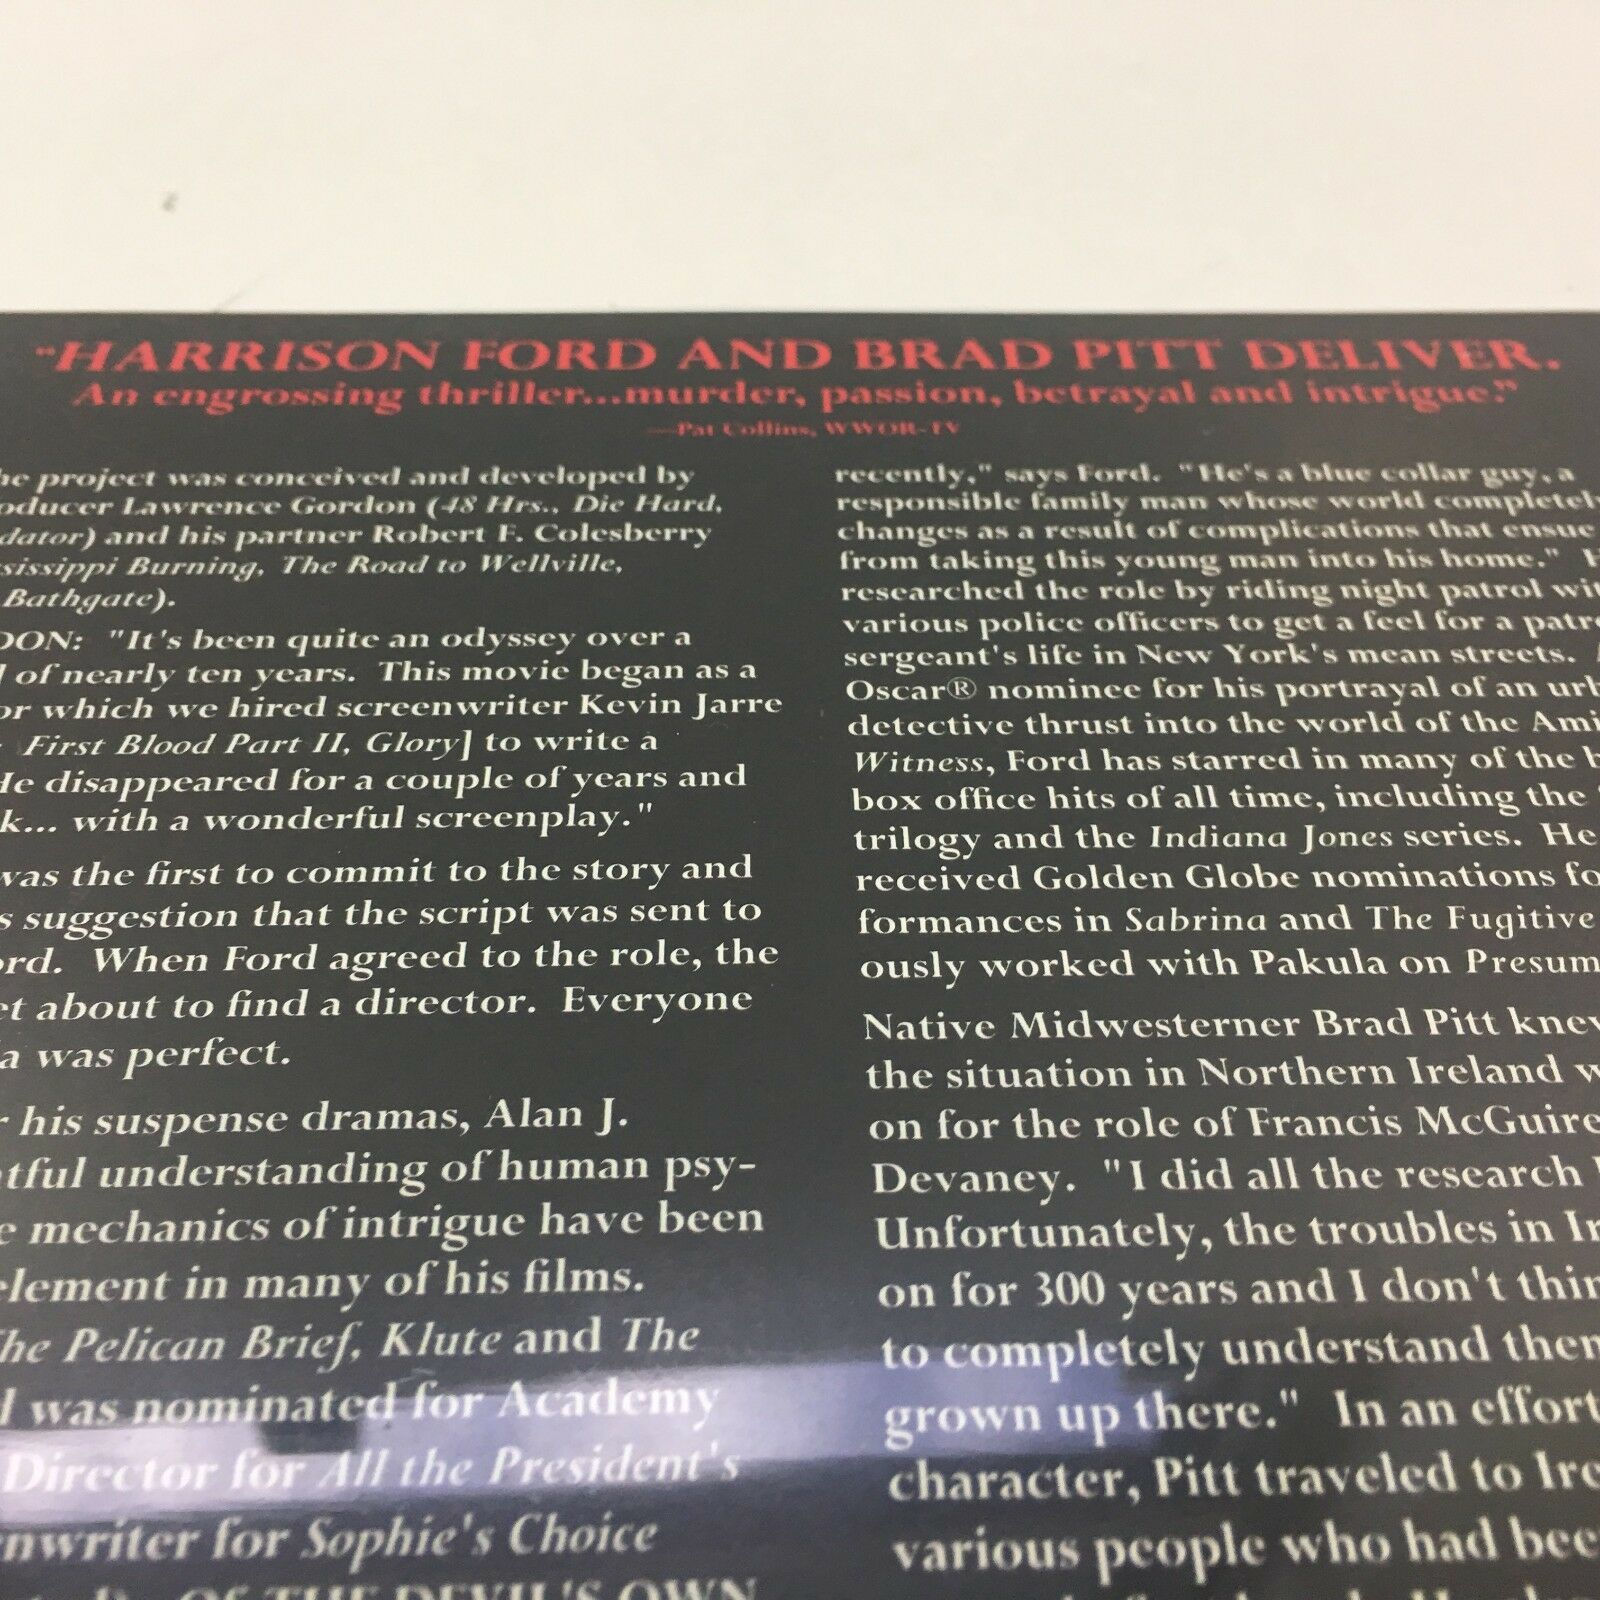 "HARRISON FORD AND BRAD PITT DELIVER.
An engrossing thriller...murder, passion, betrayal and intrigue."
—Pat Collins, WWOR-TV
he project was conceived and developed by
oducer Lawrence Gordon (48 Hrs., Die Hard,
dator) and his partner Robert F. Colesberry
sissippi Burning, The Road to Wellville,
Bathgate).
DON: "It's been quite an odyssey over a
of nearly ten years. This movie began as a
or which we hired screenwriter Kevin Jarre
First Blood Part II, Glory] to write a
He disappeared for a couple of years and
k... with a wonderful screenplay."
was the first to commit to the story and
s suggestion that the script was sent to
ord. When Ford agreed to the role, the
et about to find a director. Everyone
a was perfect.
r his suspense dramas, Alan J.
tful understanding of human psy-
e mechanics of intrigue have been
element in many of his films.
The Pelican Brief, Klute and The
l was nominated for Academy
Director for All the President's
nwriter for Sophie's Choice
OF THE DEVIL'S OWN
recently," says Ford. "He's a blue collar guy, a
responsible family man whose world completely
changes as a result of complications that ensue
from taking this young man into his home." H
researched the role by riding night patrol wit
various police officers to get a feel for a patro
sergeant's life in New York's mean streets.
Oscar® nominee for his portrayal of an urb
detective thrust into the world of the Ami
Witness, Ford has starred in many of the b
box office hits of all time, including the
trilogy and the Indiana Jones series. He
received Golden Globe nominations fo
formances in Sabrina and The Fugitive
ously worked with Pakula on Presum
Native Midwesterner Brad Pitt knew
the situation in Northern Ireland w
on for the role of Francis McGuire
Devaney. "I did all the research
Unfortunately, the troubles in Ir
on for 300 years and I don't thin
to completely understand them
grown up there." In an effort
character, Pitt traveled to Ire
various people who had bee